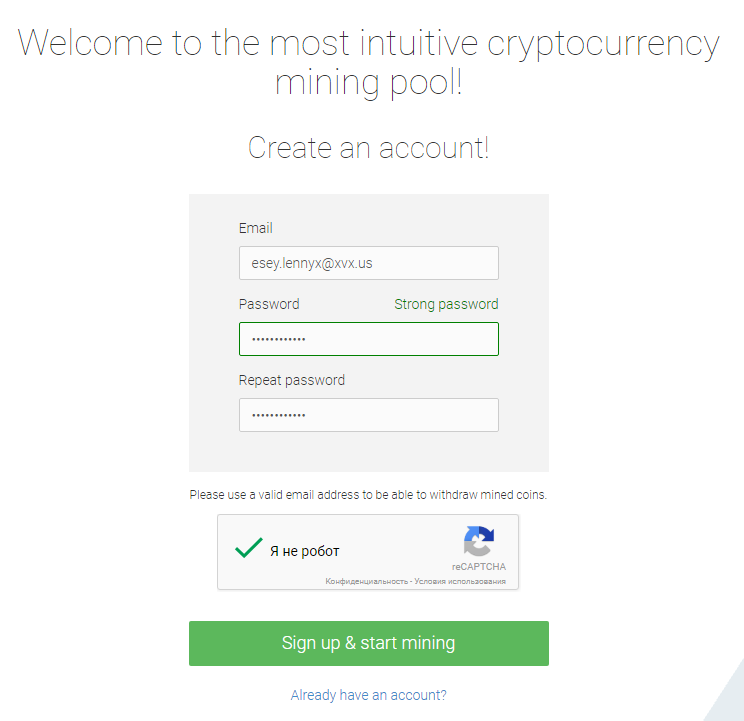 Welcome to the most intuitive cryptocurrency
mining pool!
Create an account!
Email
esey.lennyx@xvx.us
Password Strong password
••••••••••••
Repeat password
••••••••••••
Please use a valid email address to be able to withdraw mined coins.
Я не робот
reCAPTCHA
Конфиденциальность - Условия использования
Sign up & start mining
Already have an account?